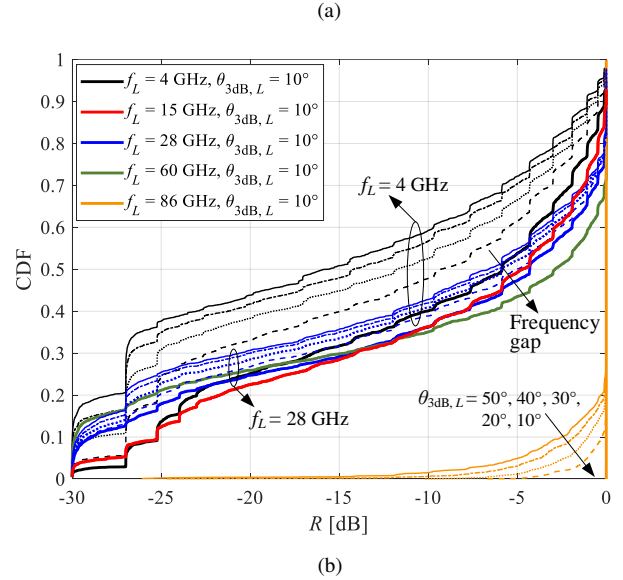 (a)
1
0.9
0.8
0.7
0.6
0.5
0.4
0.3
0.2
0.1
0
CDF
f_L = 4 GHz, θ_3dB, L = 10°
f_L = 15 GHz, θ_3dB, L = 10°
f_L = 28 GHz, θ_3dB, L = 10°
f_L = 60 GHz, θ_3dB, L = 10°
f_L = 86 GHz, θ_3dB, L = 10°
f_L = 4 GHz
Frequency
gap
θ_3dB, L = 50°, 40°, 30°,
20°, 10°
f_L = 28 GHz
-30 -25 -20 -15 -10 -5 0
R [dB]
(b)